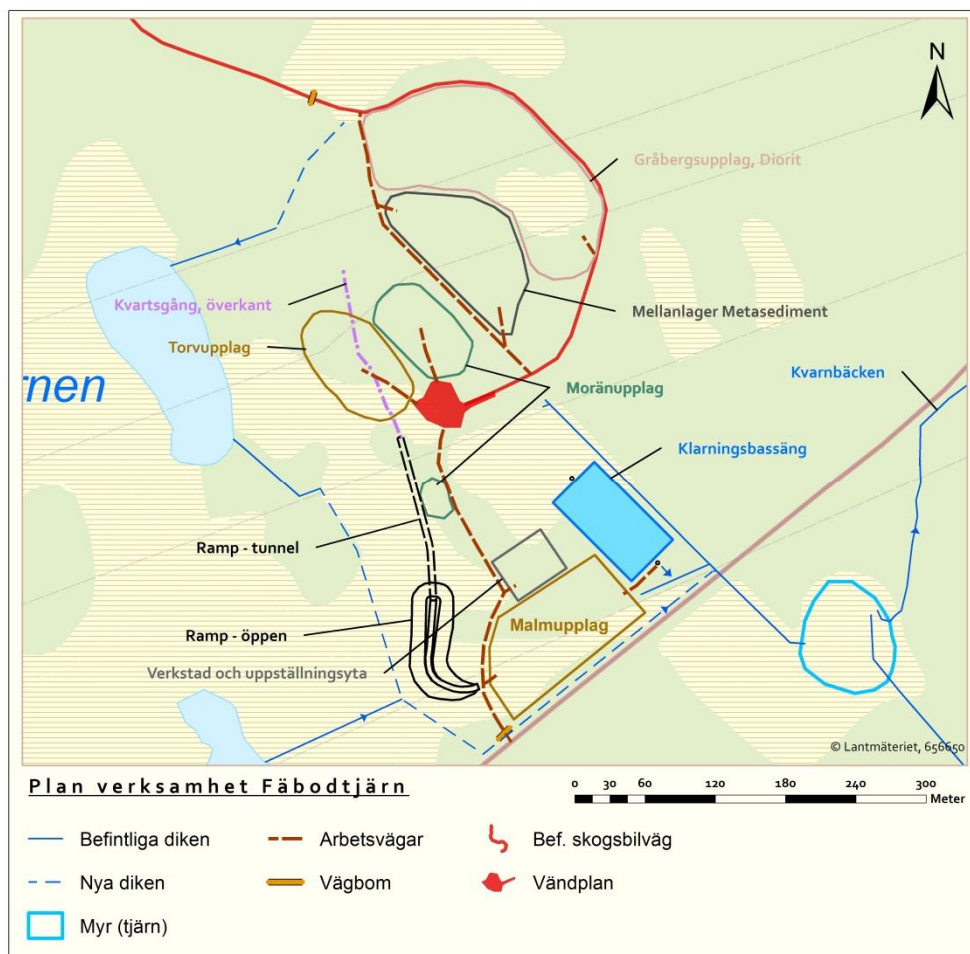 N
Gråbergsupplag, Diorit
Kvartsgång, överkant
Mellanlager Metasediment
Torvupplag
Kvarnbäcken
rnen
Moränupplag
Klarningsbassäng
Ramp - tunnel
Malmupplag
Ramp - öppen
Verkstad och uppställningsyta
© Lantmäteriet, 656650
Plan verksamhet Fäbodtjärn
0 30 60 120 180 240 300
Meter
Befintliga diken
Arbetsvägar
Bef. skogsbilväg
Nya diken
Vägbom
Vändplan
Myr (tjärn)